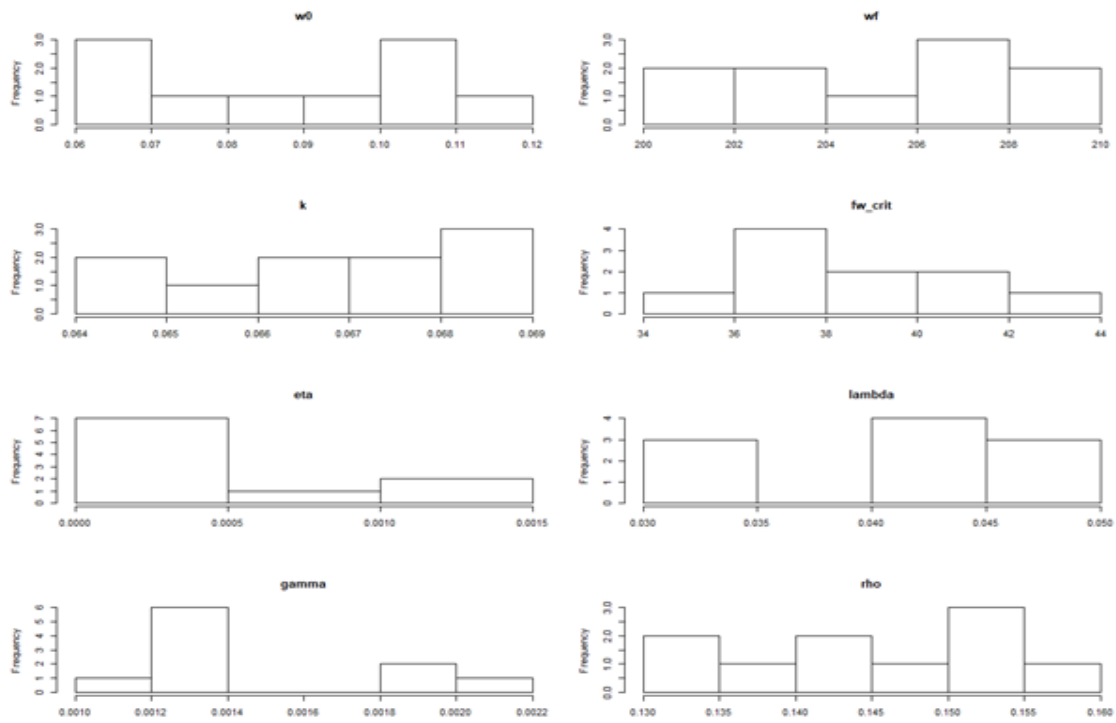 w0
Frequency
0.0 1.0 2.0 3.0
0.06 0.07 0.08 0.09 0.10 0.11 0.12
wf
Frequency
0.0 1.0 2.0 3.0
200 202 204 206 208 210
k
Frequency
0.0 1.0 2.0 3.0
0.064 0.065 0.066 0.067 0.068 0.069
fw_crit
Frequency
0 1 2 3 4
34 36 38 40 42 44
eta
Frequency
0 1 2 3 4 5 6 7
0.0000 0.0005 0.0010 0.0015
lambda
Frequency
0 1 2 3 4
0.030 0.035 0.040 0.045 0.050
gamma
Frequency
0 1 2 3 4 5 6
0.0010 0.0012 0.0014 0.0016 0.0018 0.0020 0.0022
rho
Frequency
0.0 1.0 2.0 3.0
0.130 0.135 0.140 0.145 0.150 0.155 0.160